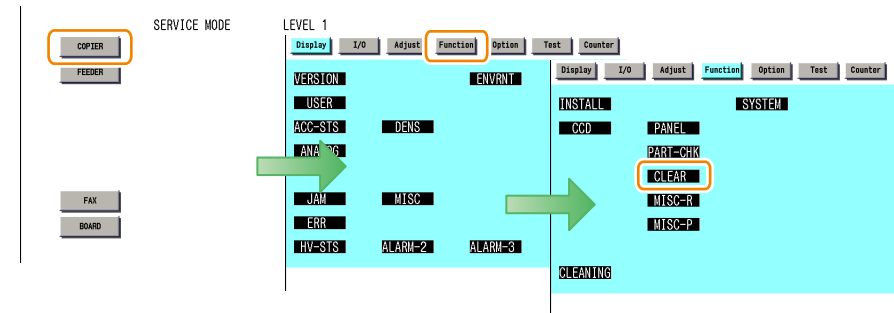 SERVICE MODE
COPIER
FEEDER
FAX
BOARD
LEVEL 1
Display I/O Adjust Function Option Test Counter
VERSION ENVRNT
USER
ACC-STS DENS
ANALOG
JAM MISC
ERR
HV-STS ALARM-2 ALARM-3
Display I/O Adjust Function Option Test Counter
INSTALL SYSTEM
CCD PANEL
PART-CHK
CLEAR
MISC-R
MISC-P
CLEANING